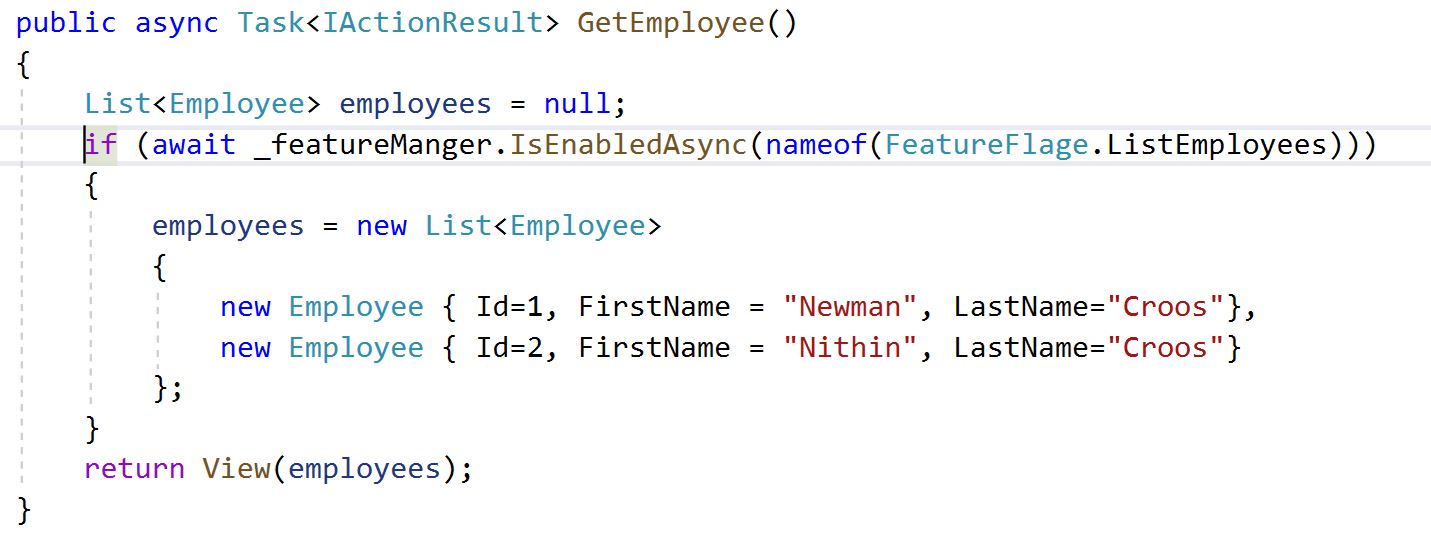 public async Task<IActionResult> GetEmployee()
{
    List<Employee> employees = null;
    if (await _featureManger.IsEnabledAsync(nameof(FeatureFlage.ListEmployees)))
    {
        employees = new List<Employee>
        {
            new Employee { Id=1, FirstName = "Newman", LastName="Croos"},
            new Employee { Id=2, FirstName = "Nithin", LastName="Croos"}
        };
    }
    return View(employees);
}